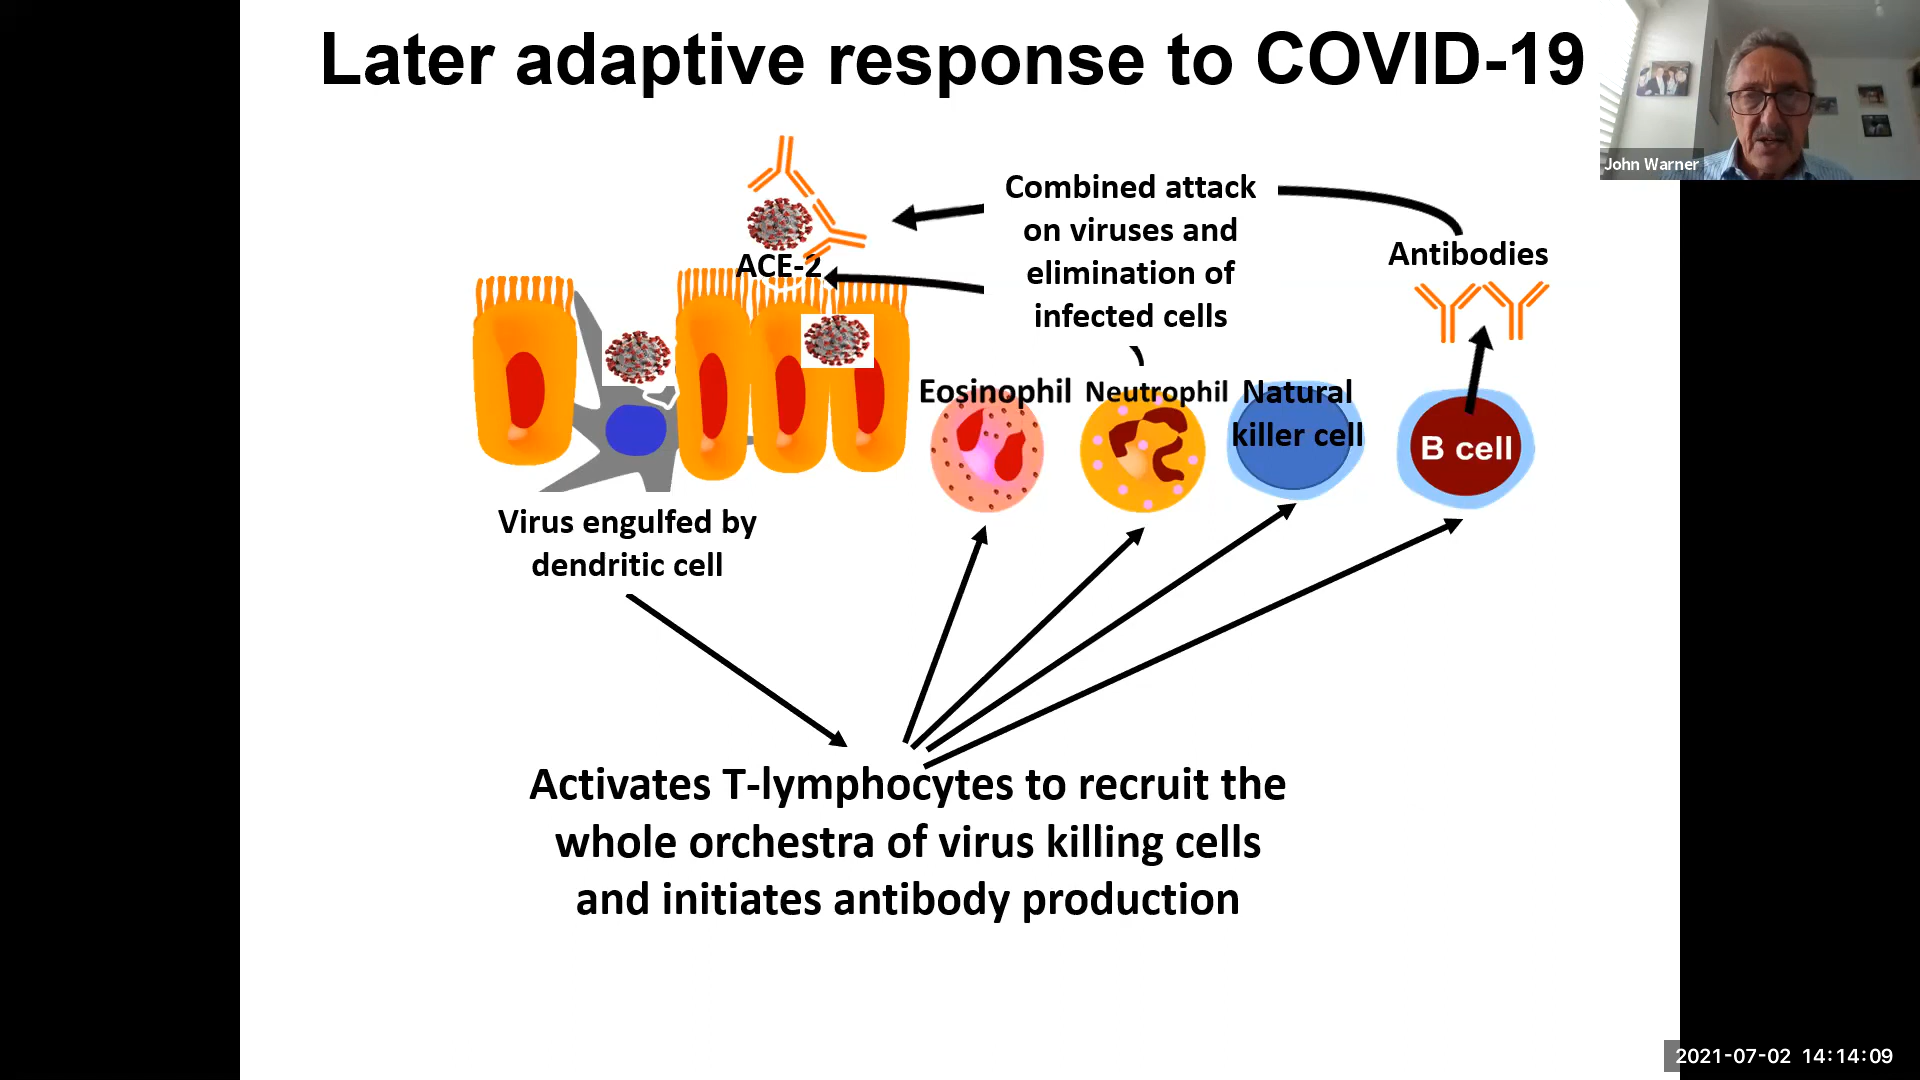 Later adaptive response to COVID-19
John Warner
Combined attack
on viruses and
elimination of
infected cells
Antibodies
ACE-2
Eosinophil
Neutrophil
Natural
killer cell
B cell
Virus engulfed by
dendritic cell
Activates T-lymphocytes to recruit the
whole orchestra of virus killing cells
and initiates antibody production
2021-07-02 14:14:09